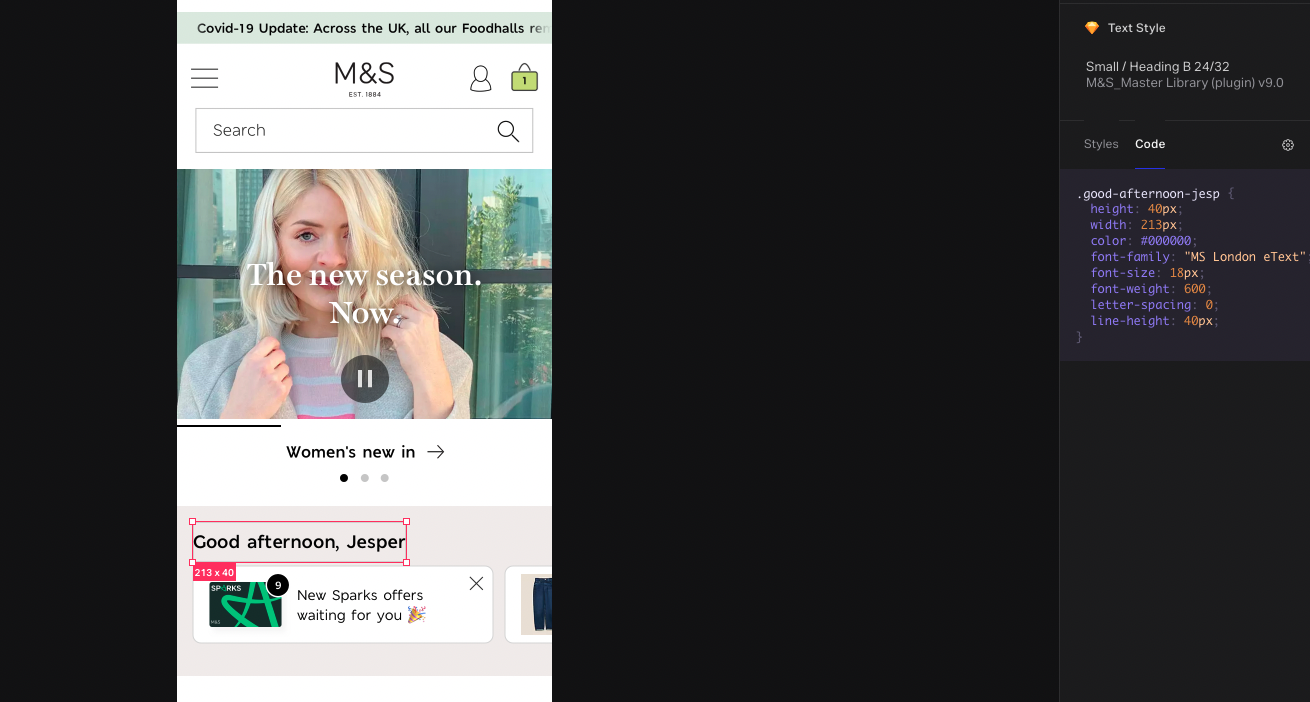 Covid-19 Update: Across the UK, all our Foodhalls
M&S
EST. 1884
1
Search
The new season.
Now.
Women's new in
Good afternoon, Jesper
213 x 40
SPARKS
M&S
9
New Sparks offers
waiting for you 🎉
Text Style
Small / Heading B 24/32
M&S_Master Library (plugin) v9.0
Styles Code
.good-afternoon-jesp {
height: 40px;
width: 213px;
color: #000000;
font-family: "MS London eText"
font-size: 18px;
font-weight: 600;
letter-spacing: 0;
line-height: 40px;
}